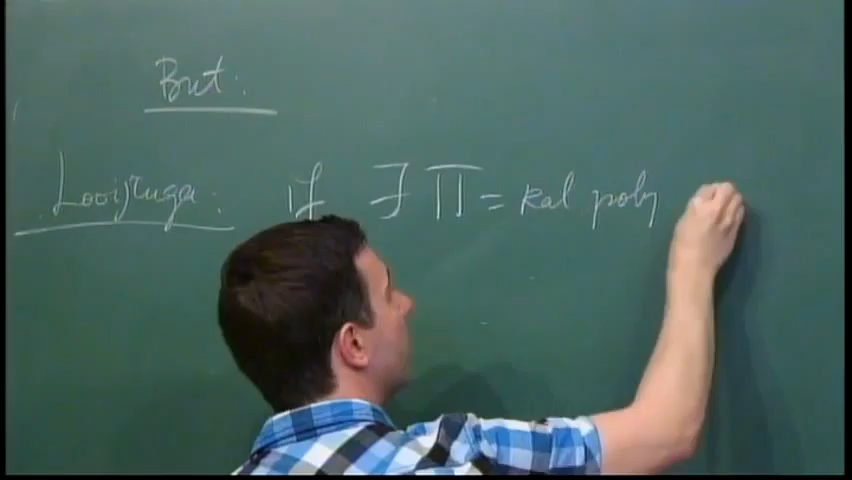 But:
Looijenga: if ∃ Π = ral poly